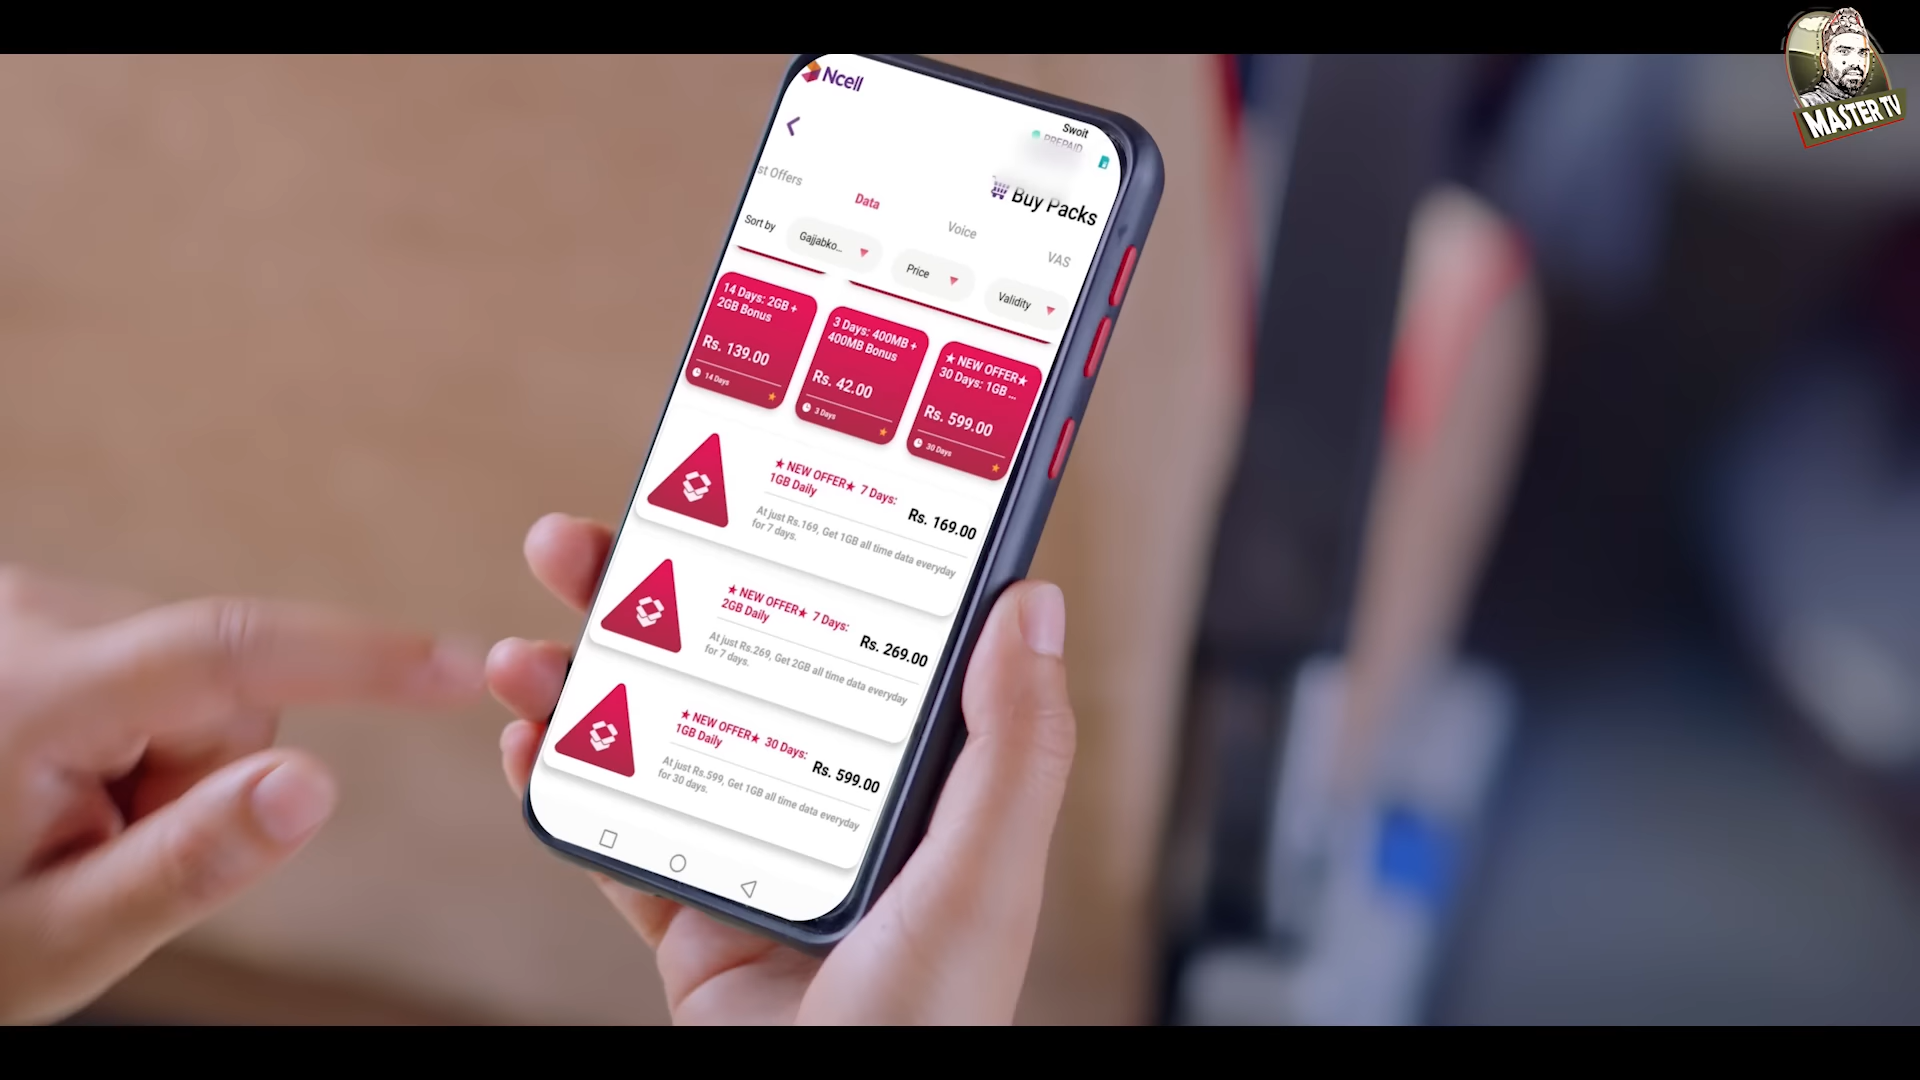 MASTER TV
Ncell
Swoit
PREPAID
Buy Packs
st Offers
Data
Voice
VAS
Sort by
Gajjabko...
Price
Validity
14 Days: 2GB +
2GB Bonus
Rs. 139.00
14 Days
3 Days: 400MB +
400MB Bonus
Rs. 42.00
3 Days
★ NEW OFFER★
30 Days: 1GB ...
Rs. 599.00
30 Days
★ NEW OFFER★ 7 Days:
1GB Daily
Rs. 169.00
At just Rs.169, Get 1GB all time data everyday
for 7 days.
★ NEW OFFER★ 7 Days:
2GB Daily
Rs. 269.00
At just Rs.269, Get 2GB all time data everyday
for 7 days.
★ NEW OFFER★ 30 Days:
1GB Daily
Rs. 599.00
At just Rs.599, Get 1GB all time data everyday
for 30 days.